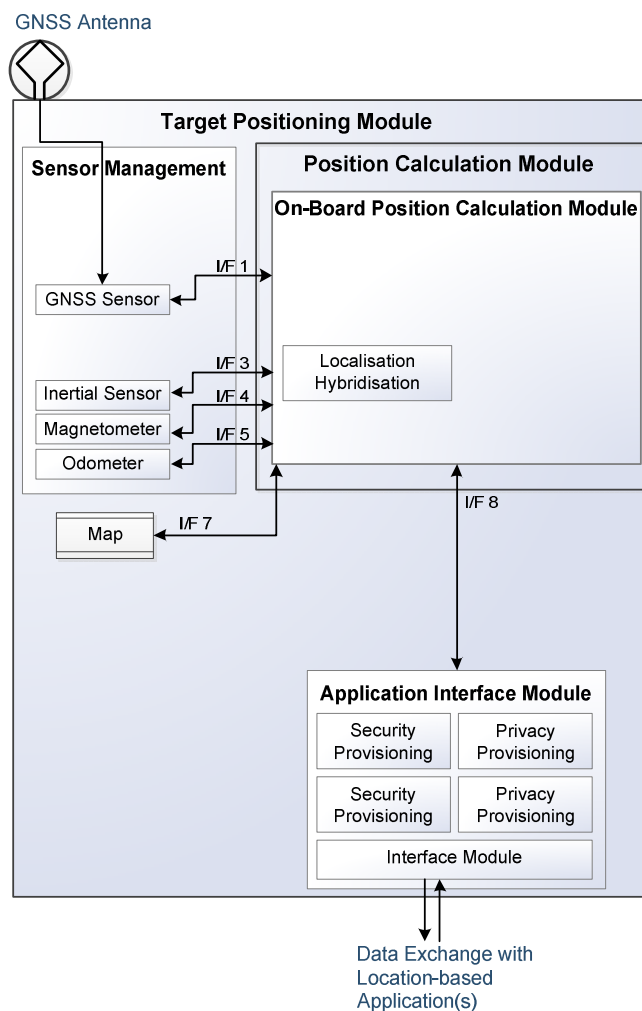 GNSS Antenna
Target Positioning Module
Sensor Management
Position Calculation Module
On-Board Position Calculation Module
I/F 1
GNSS Sensor
I/F 3
Localisation
Hybridisation
Inertial Sensor
I/F 4
Magnetometer
I/F 5
Odometer
I/F 7
Map
I/F 8
Application Interface Module
Security
Provisioning
Privacy
Provisioning
Security
Provisioning
Privacy
Provisioning
Interface Module
Data Exchange with
Location-based
Application(s)